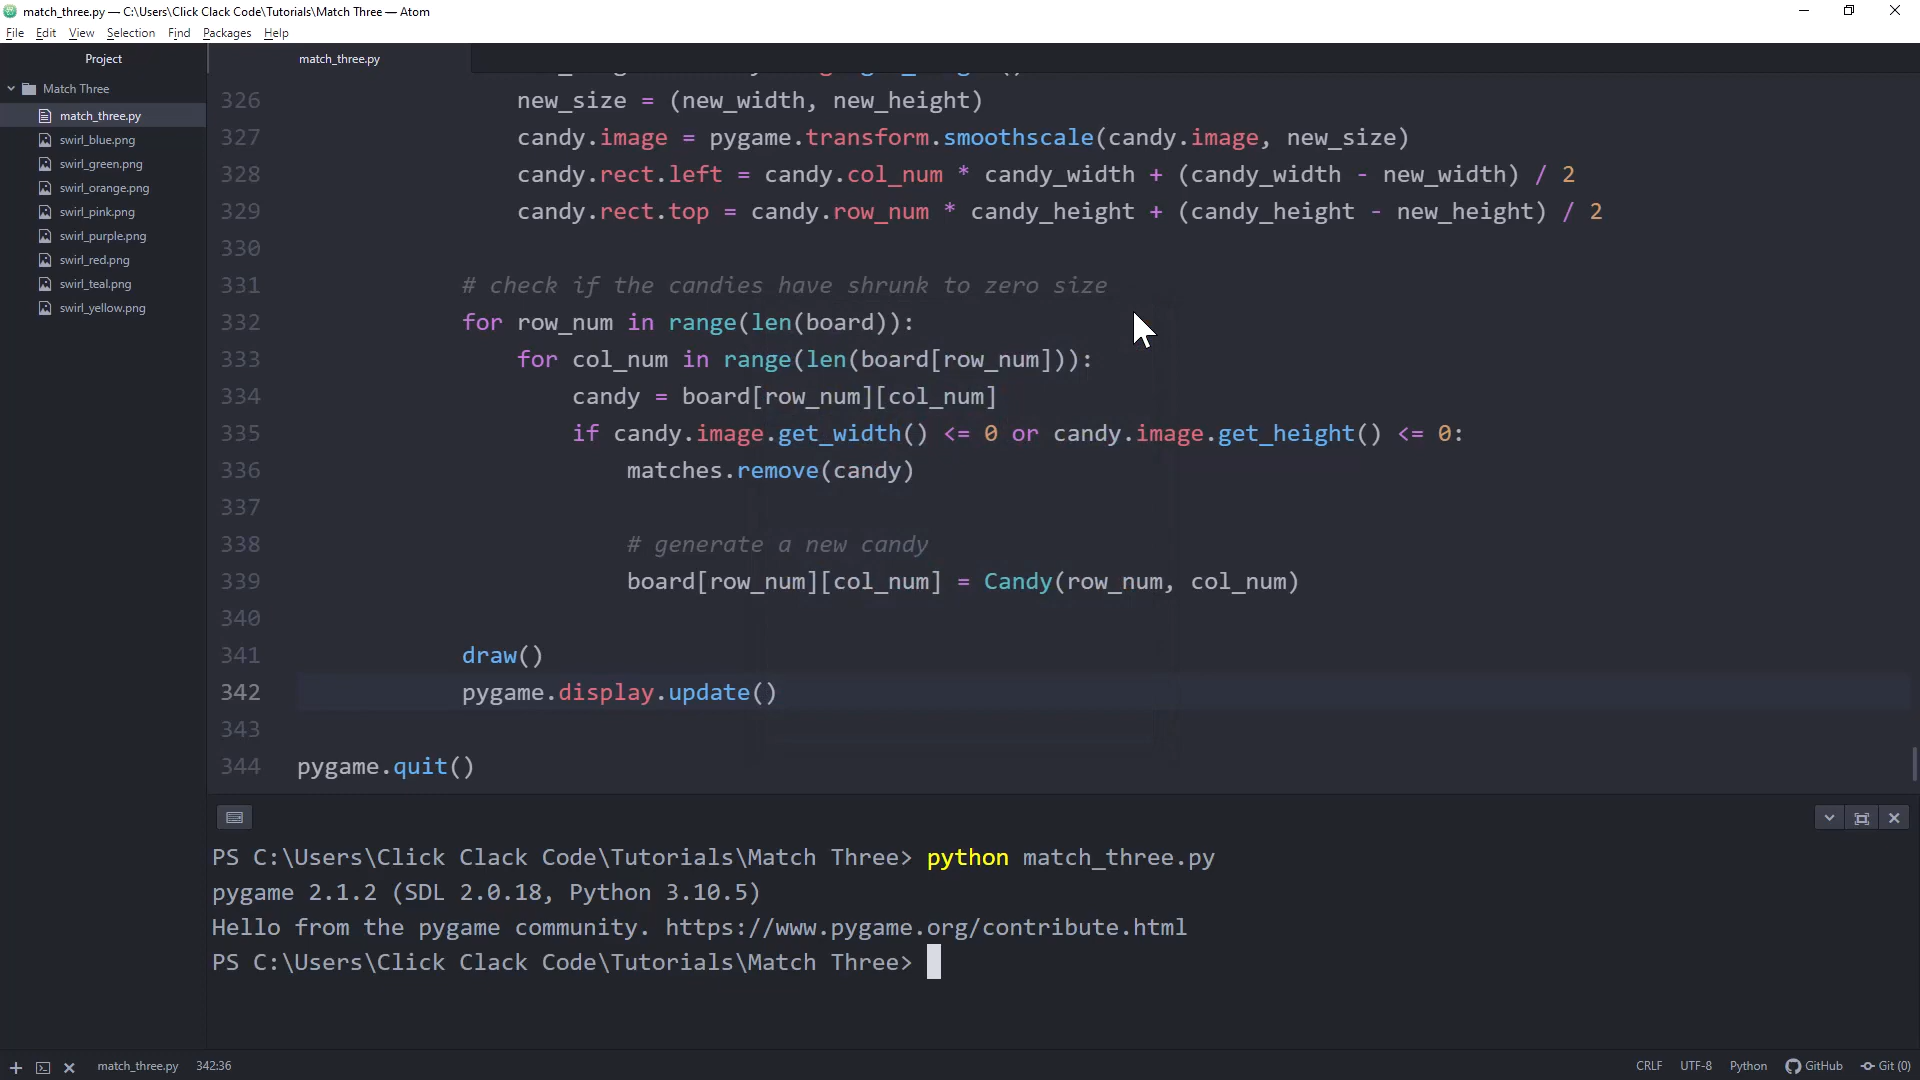 match_three.py — C:\Users\Click Clack Code\Tutorials\Match Three — Atom
File Edit View Selection Find Packages Help
Project
match_three.py
Match Three
match_three.py
swirl_blue.png
swirl_green.png
swirl_orange.png
swirl_pink.png
swirl_purple.png
swirl_red.png
swirl_teal.png
swirl_yellow.png
326 new_size = (new_width, new_height)
327 candy.image = pygame.transform.smoothscale(candy.image, new_size)
328 candy.rect.left = candy.col_num * candy_width + (candy_width - new_width) / 2
329 candy.rect.top = candy.row_num * candy_height + (candy_height - new_height) / 2
330
331 # check if the candies have shrunk to zero size
332 for row_num in range(len(board)):
333 for col_num in range(len(board[row_num])):
334 candy = board[row_num][col_num]
335 if candy.image.get_width() <= 0 or candy.image.get_height() <= 0:
336 matches.remove(candy)
337
338 # generate a new candy
339 board[row_num][col_num] = Candy(row_num, col_num)
340
341 draw()
342 pygame.display.update()
343
344 pygame.quit()
PS C:\Users\Click Clack Code\Tutorials\Match Three> python match_three.py
pygame 2.1.2 (SDL 2.0.18, Python 3.10.5)
Hello from the pygame community. https://www.pygame.org/contribute.html
PS C:\Users\Click Clack Code\Tutorials\Match Three>
match_three.py 342:36
CRLF UTF-8 Python GitHub Git (0)